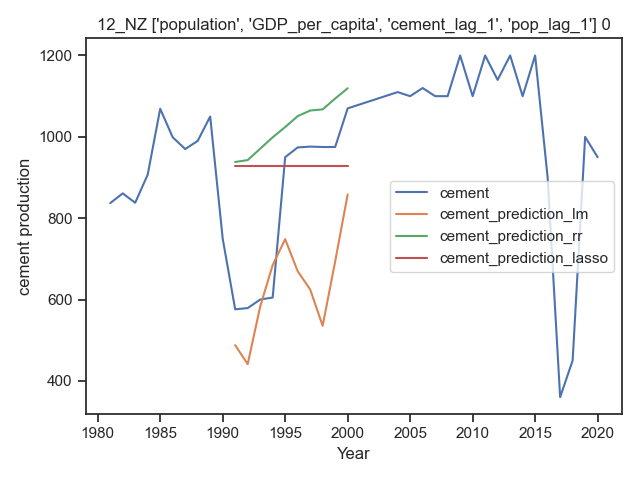 12_NZ ['population', 'GDP_per_capita', 'cement_lag_1', 'pop_lag_1'] 0
1200
1000
800
600
400
cement production
cement
cement_prediction_lm
cement_prediction_rr
cement_prediction_lasso
1980 1985 1990 1995 2000 2005 2010 2015 2020
Year